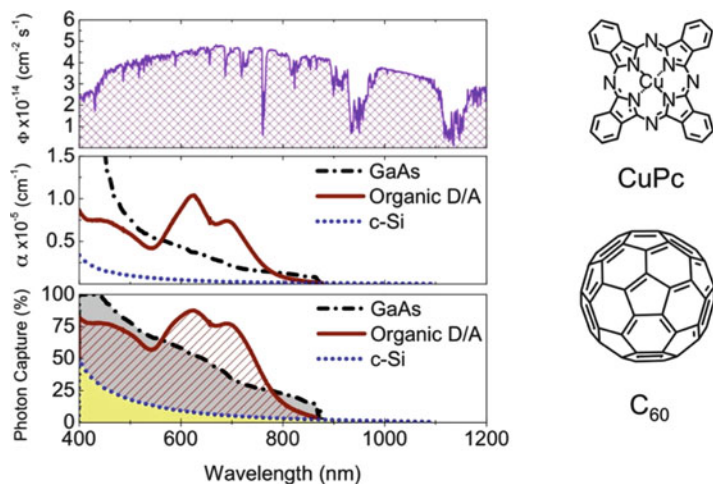 Φ x10⁻¹⁴ (cm⁻² s⁻¹)
6
5
4
3
2
1
α x10⁻⁵ (cm⁻¹)
1.5
1.0
0.5
GaAs
Organic D/A
c-Si
Photon Capture (%)
100
75
50
25
0
GaAs
Organic D/A
c-Si
400 600 800 1000 1200
Wavelength (nm)
N
N N
N N
N Cu N
N N
CuPc
C₆₀